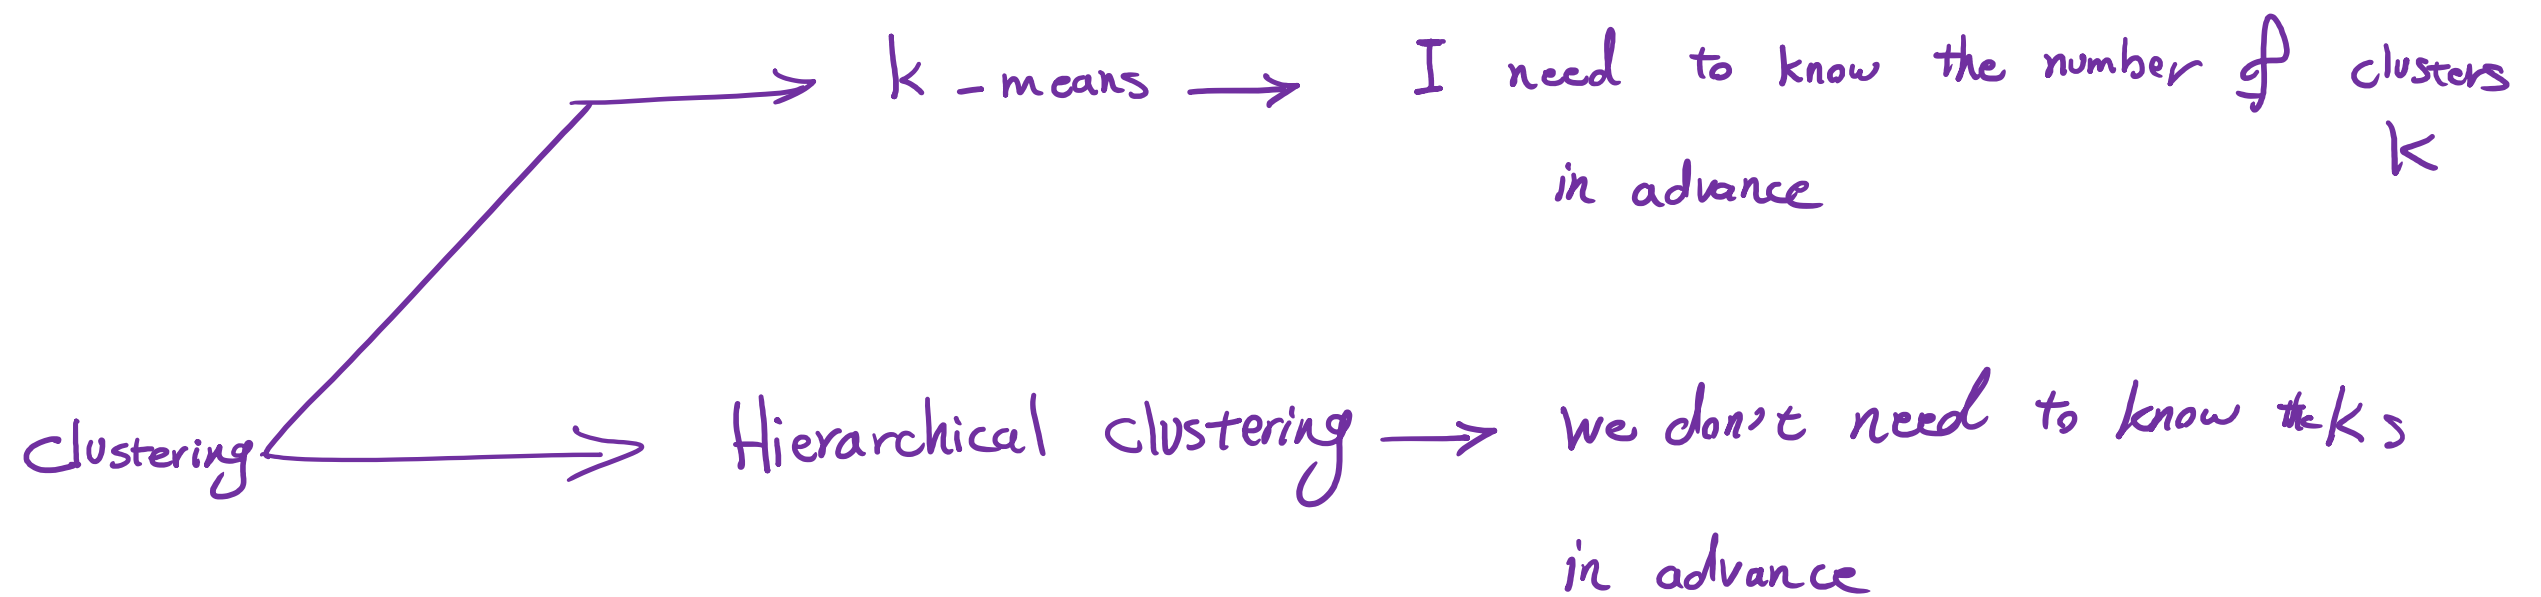 k - means → I need to know the number of clusters
K
in advance
clustering → Hierarchical clustering → we don't need to know the ks
in advance